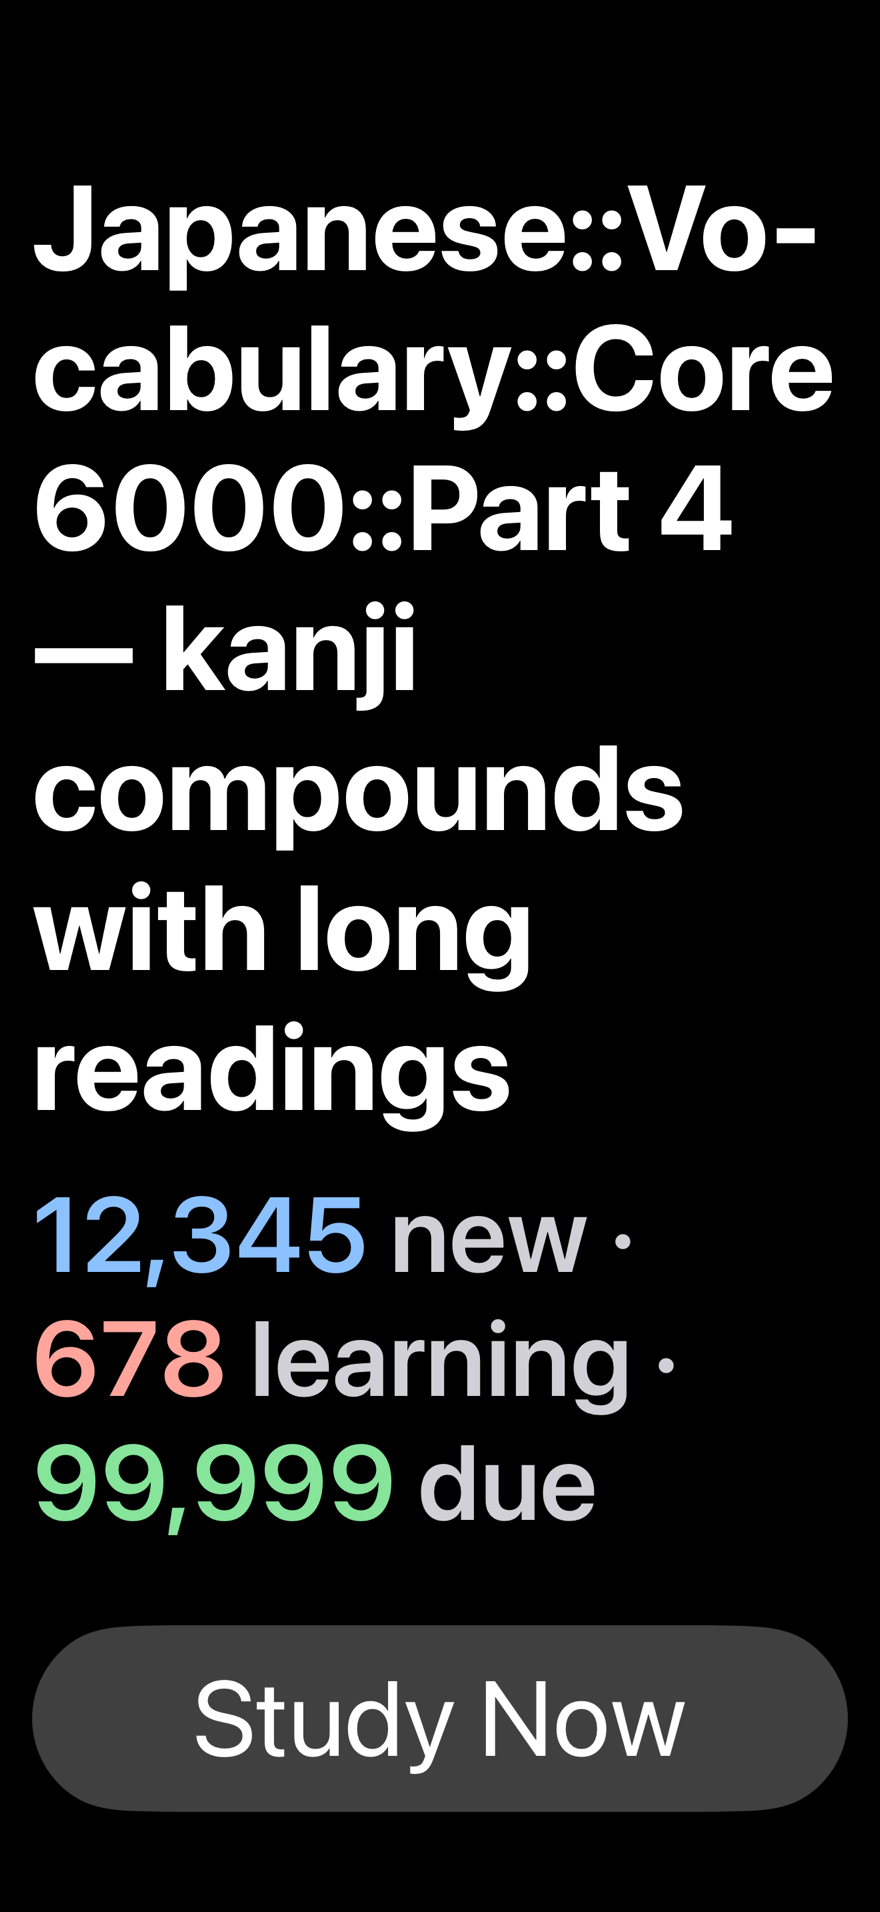 Japanese::Vo-
cabulary::Core
6000::Part 4
— kanji
compounds
with long
readings
12,345 new ·
678 learning ·
99,999 due
Study Now